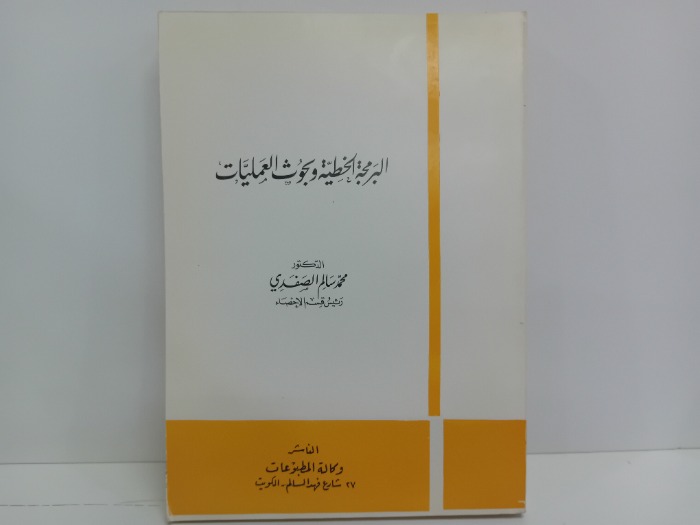 البرمجة الخطية وبحوث العمليات
الدكتور
محمد سالم الصفدي
رئيس قسم الإحصاء
الناشر
وكالة المطبوعات
٢٧ شارع فهد السالم - الكويت